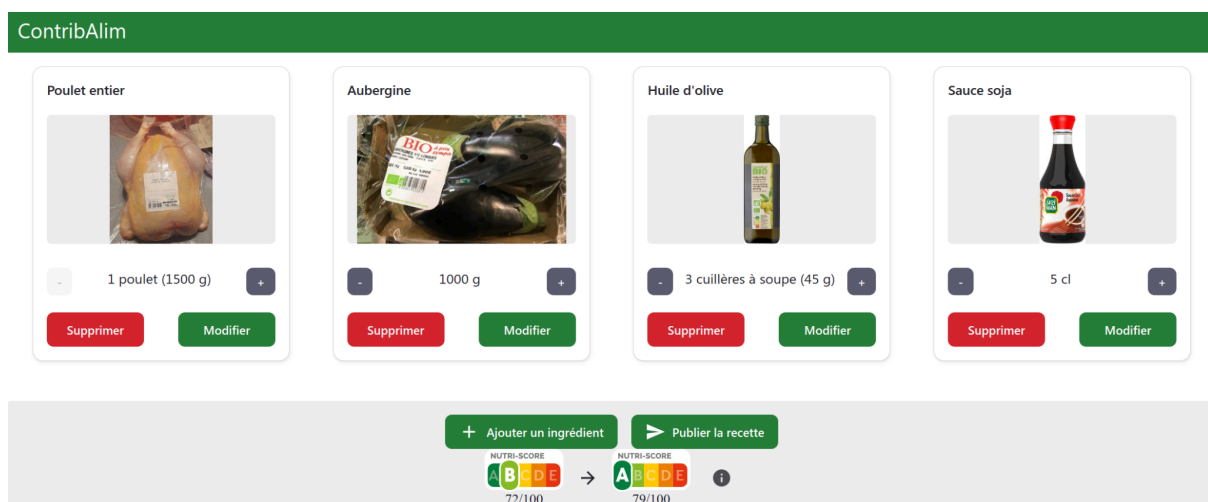 ContribAlim
Poulet entier
Aubergine
Huile d'olive
Sauce soja
BIO
BIO
- 1 poulet (1500 g) +
- 1000 g +
- 3 cuillères à soupe (45 g) +
- 5 cl +
Supprimer Modifier
Supprimer Modifier
Supprimer Modifier
Supprimer Modifier
+ Ajouter un ingrédient
Publier la recette
NUTRI-SCORE
A B C D E
72/100
→
NUTRI-SCORE
A B C D E
79/100
i